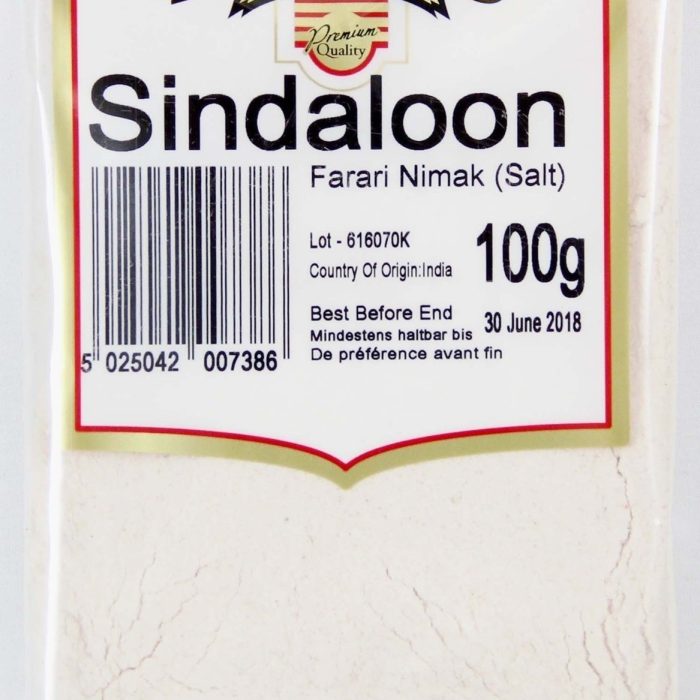 Premium
Quality
Sindaloon
Farari Nimak (Salt)
Lot - 616070K
Country Of Origin:India
100g
Best Before End
Mindestens haltbar bis
De préférence avant fin
30 June 2018
5 025042 007386